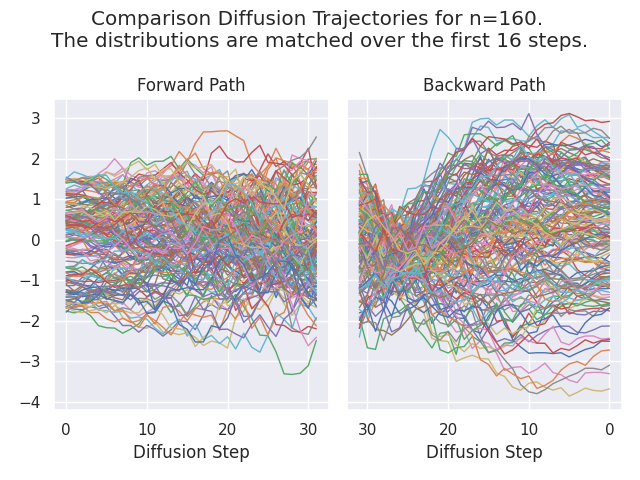 Comparison Diffusion Trajectories for n=160.
The distributions are matched over the first 16 steps.
Forward Path
Backward Path
3
2
1
0
−1
−2
−3
−4
0 10 20 30
30 20 10 0
Diffusion Step
Diffusion Step